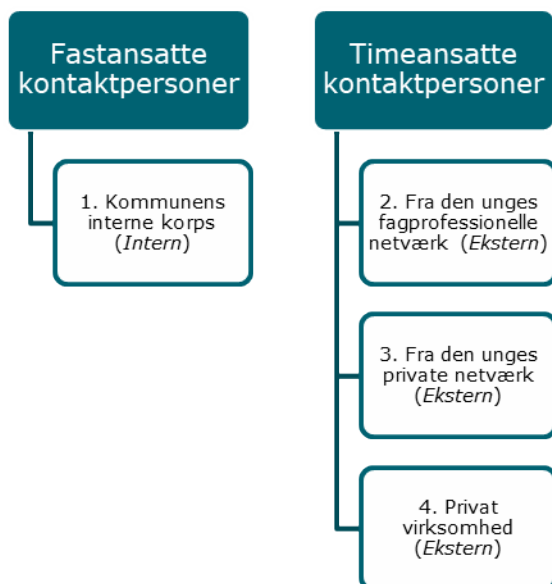 Fastansatte
kontaktpersoner
1. Kommunens
interne korps
(Intern)
Timeansatte
kontaktpersoner
2. Fra den unges
fagprofessionelle
netværk (Ekstern)
3. Fra den unges
private netværk
(Ekstern)
4. Privat
virksomhed
(Ekstern)